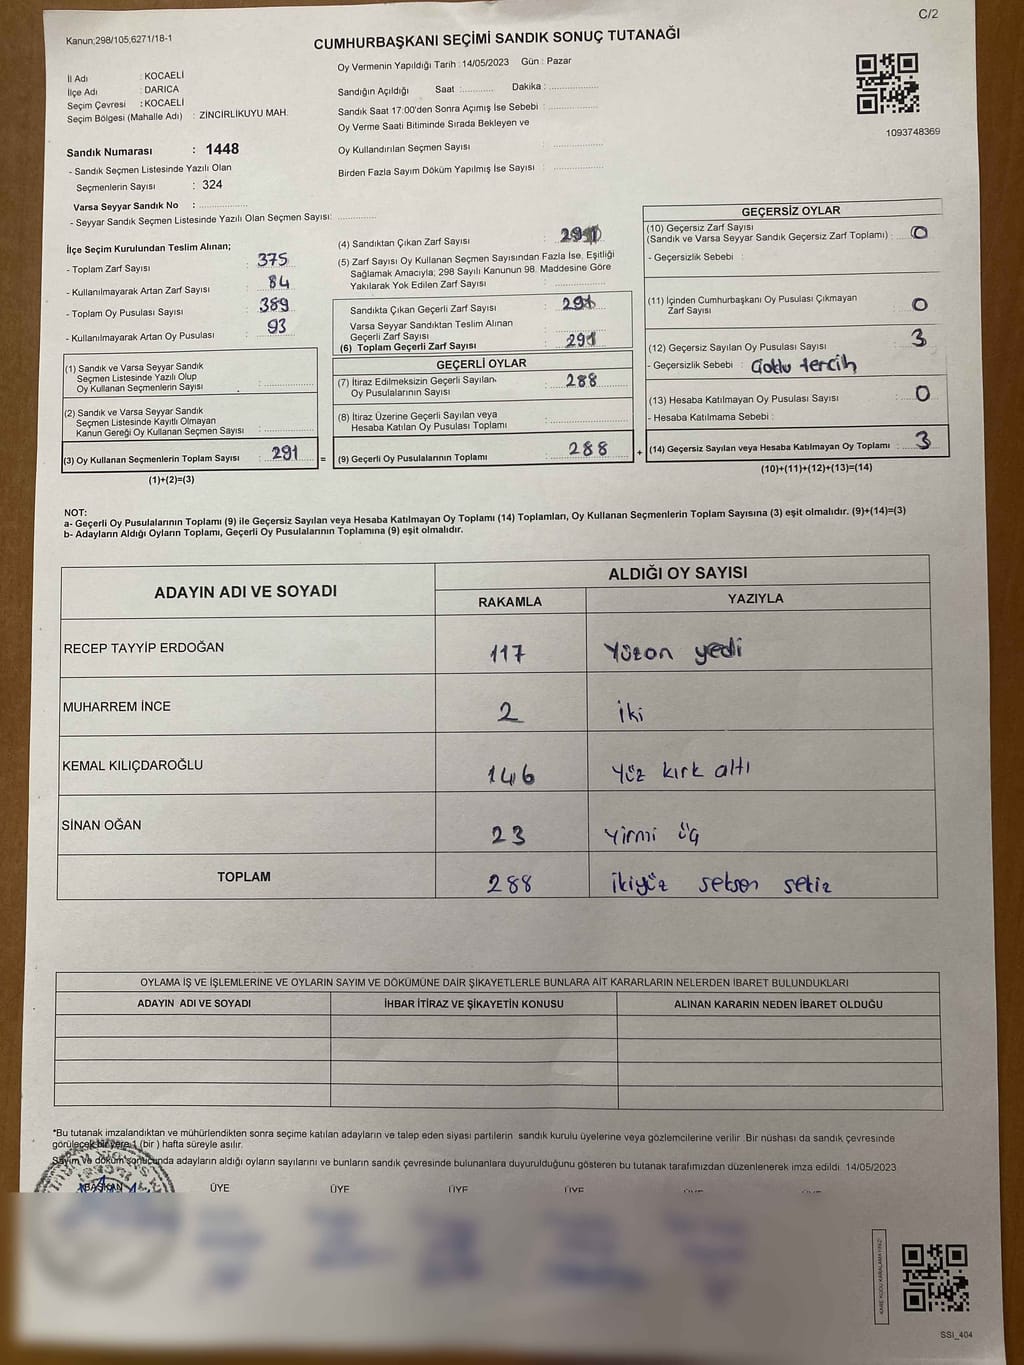 C/2
Kanun;298/105,6271/18-1
CUMHURBAŞKANI SEÇİMİ SANDIK SONUÇ TUTANAĞI
İl Adı : KOCAELİ
İlçe Adı : DARICA
Seçim Çevresi : KOCAELİ
Seçim Bölgesi (Mahalle Adı) : ZİNCİRLİKUYU MAH.
Sandık Numarası : 1448
- Sandık Seçmen Listesinde Yazılı Olan
Seçmenlerin Sayısı : 324
Varsa Seyyar Sandık No :
- Seyyar Sandık Seçmen Listesinde Yazılı Olan Seçmen Sayısı:
Oy Vermenin Yapıldığı Tarih : 14/05/2023 Gün : Pazar
Sandığın Açıldığı Saat : Dakika :
Sandık Saat 17:00'den Sonra Açımış İse Sebebi :
Oy Verme Saati Bitiminde Sırada Bekleyen ve
Oy Kullandırılan Seçmen Sayısı :
Birden Fazla Sayım Döküm Yapılmış İse Sayısı :
1093748369
İlçe Seçim Kurulundan Teslim Alınan;
- Toplam Zarf Sayısı : 375
- Kullanılmayarak Artan Zarf Sayısı : 84
- Toplam Oy Pusulası Sayısı : 389
- Kullanılmayarak Artan Oy Pusulası : 93
(1) Sandık ve Varsa Seyyar Sandık
Seçmen Listesinde Yazılı Olup
Oy Kullanan Seçmenlerin Sayısı :
(2) Sandık ve Varsa Seyyar Sandık
Seçmen Listesinde Kayıtlı Olmayan
Kanun Gereği Oy Kullanan Seçmen Sayısı :
(3) Oy Kullanan Seçmenlerin Toplam Sayısı : 291 =
(1)+(2)=(3)
(4) Sandıktan Çıkan Zarf Sayısı : 291
(5) Zarf Sayısı Oy Kullanan Seçmen Sayısından Fazla İse, Eşitliği
Sağlamak Amacıyla; 298 Sayılı Kanunun 98. Maddesine Göre
Yakılarak Yok Edilen Zarf Sayısı :
Sandıkta Çıkan Geçerli Zarf Sayısı : 291
Varsa Seyyar Sandıktan Teslim Alınan
Geçerli Zarf Sayısı :
(6) Toplam Geçerli Zarf Sayısı : 291
GEÇERLİ OYLAR
(7) İtiraz Edilmeksizin Geçerli Sayılan
Oy Pusulalarının Sayısı : 288
(8) İtiraz Üzerine Geçerli Sayılan veya
Hesaba Katılan Oy Pusulası Toplamı :
(9) Geçerli Oy Pusulalarının Toplamı : 288 +
GEÇERSİZ OYLAR
(10) Geçersiz Zarf Sayısı
(Sandık ve Varsa Seyyar Sandık Geçersiz Zarf Toplamı) : 0
- Geçersizlik Sebebi :
(11) İçinden Cumhurbaşkanı Oy Pusulası Çıkmayan
Zarf Sayısı : 0
(12) Geçersiz Sayılan Oy Pusulası Sayısı : 3
- Geçersizlik Sebebi : Çoklu tercih
(13) Hesaba Katılmayan Oy Pusulası Sayısı : 0
- Hesaba Katılmama Sebebi :
(14) Geçersiz Sayılan veya Hesaba Katılmayan Oy Toplamı : 3
(10)+(11)+(12)+(13)=(14)
NOT:
a- Geçerli Oy Pusulalarının Toplamı (9) ile Geçersiz Sayılan veya Hesaba Katılmayan Oy Toplamı (14) Toplamları, Oy Kullanan Seçmenlerin Toplam Sayısına (3) eşit olmalıdır. (9)+(14)=(3)
b- Adayların Aldığı Oyların Toplamı, Geçerli Oy Pusulalarının Toplamına (9) eşit olmalıdır.
ADAYIN ADI VE SOYADI ALDIĞI OY SAYISI
RAKAMLA YAZIYLA
RECEP TAYYİP ERDOĞAN 117 Yüzon yedi
MUHARREM İNCE 2 iki
KEMAL KILIÇDAROĞLU 146 Yüz kırk altı
SİNAN OĞAN 23 Yirmi üç
TOPLAM 288 ikiyüz seksen sekiz
OYLAMA İŞ VE İŞLEMLERİNE VE OYLARIN SAYIM VE DÖKÜMÜNE DAİR ŞİKAYETLERLE BUNLARA AİT KARARLARIN NELERDEN İBARET BULUNDUKLARI
ADAYIN ADI VE SOYADI İHBAR İTİRAZ VE ŞİKAYETİN KONUSU ALINAN KARARIN NEDEN İBARET OLDUĞU
*Bu tutanak imzalandıktan ve mühürlendikten sonra seçime katılan adayların ve talep eden siyasi partilerin sandık kurulu üyelerine veya gözlemcilerine verilir .Bir nüshası da sandık çevresinde
görülecek bir yere 1 (bir ) hafta süreyle asılır.
Sayım ve döküm sonucunda adayların aldığı oyların sayılarını ve bunların sandık çevresinde bulunanlara duyurulduğunu gösteren bu tutanak tarafımızdan düzenlenerek imza edildi 14/05/2023
BAŞKAN ÜYE ÜYE ÜYE ÜYE
KARE KODU KARALAMAYINIZ!
SSİ_404